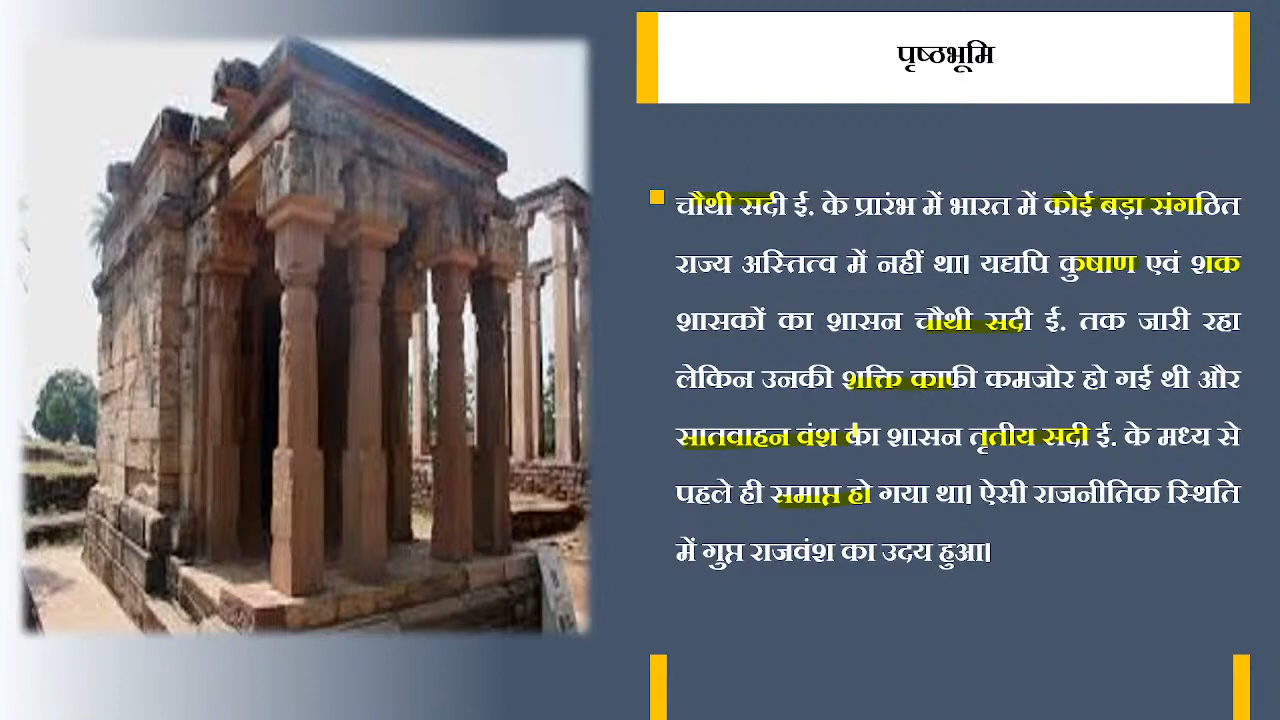 पृष्ठभूमि
चौथी सदी ई. के प्रारंभ में भारत में कोई बड़ा संगठित
राज्य अस्तित्व में नहीं था। यद्यपि कुषाण एवं शक
शासकों का शासन चौथी सदी ई. तक जारी रहा
लेकिन उनकी शक्ति काफी कमजोर हो गई थी और
सातवाहन वंश का शासन तृतीय सदी ई. के मध्य से
पहले ही समाप्त हो गया था। ऐसी राजनीतिक स्थिति
में गुप्त राजवंश का उदय हुआ।